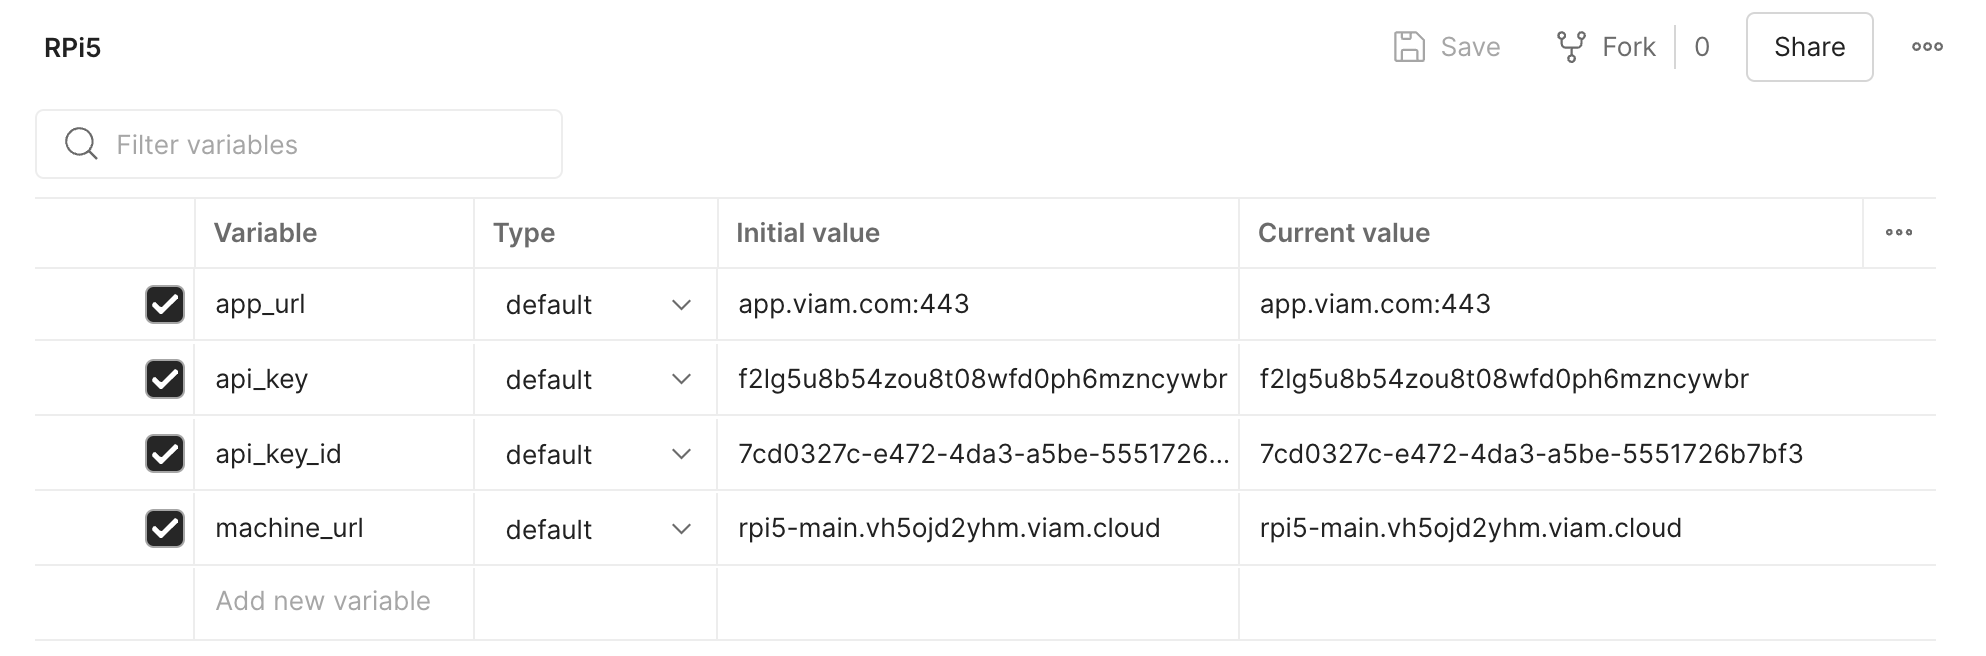 RPi5
Save Fork 0 Share
Filter variables
Variable Type Initial value Current value
app_url default app.viam.com:443 app.viam.com:443
api_key default f2lg5u8b54zou8t08wfd0ph6mzncywbr f2lg5u8b54zou8t08wfd0ph6mzncywbr
api_key_id default 7cd0327c-e472-4da3-a5be-5551726... 7cd0327c-e472-4da3-a5be-5551726b7bf3
machine_url default rpi5-main.vh5ojd2yhm.viam.cloud rpi5-main.vh5ojd2yhm.viam.cloud
Add new variable